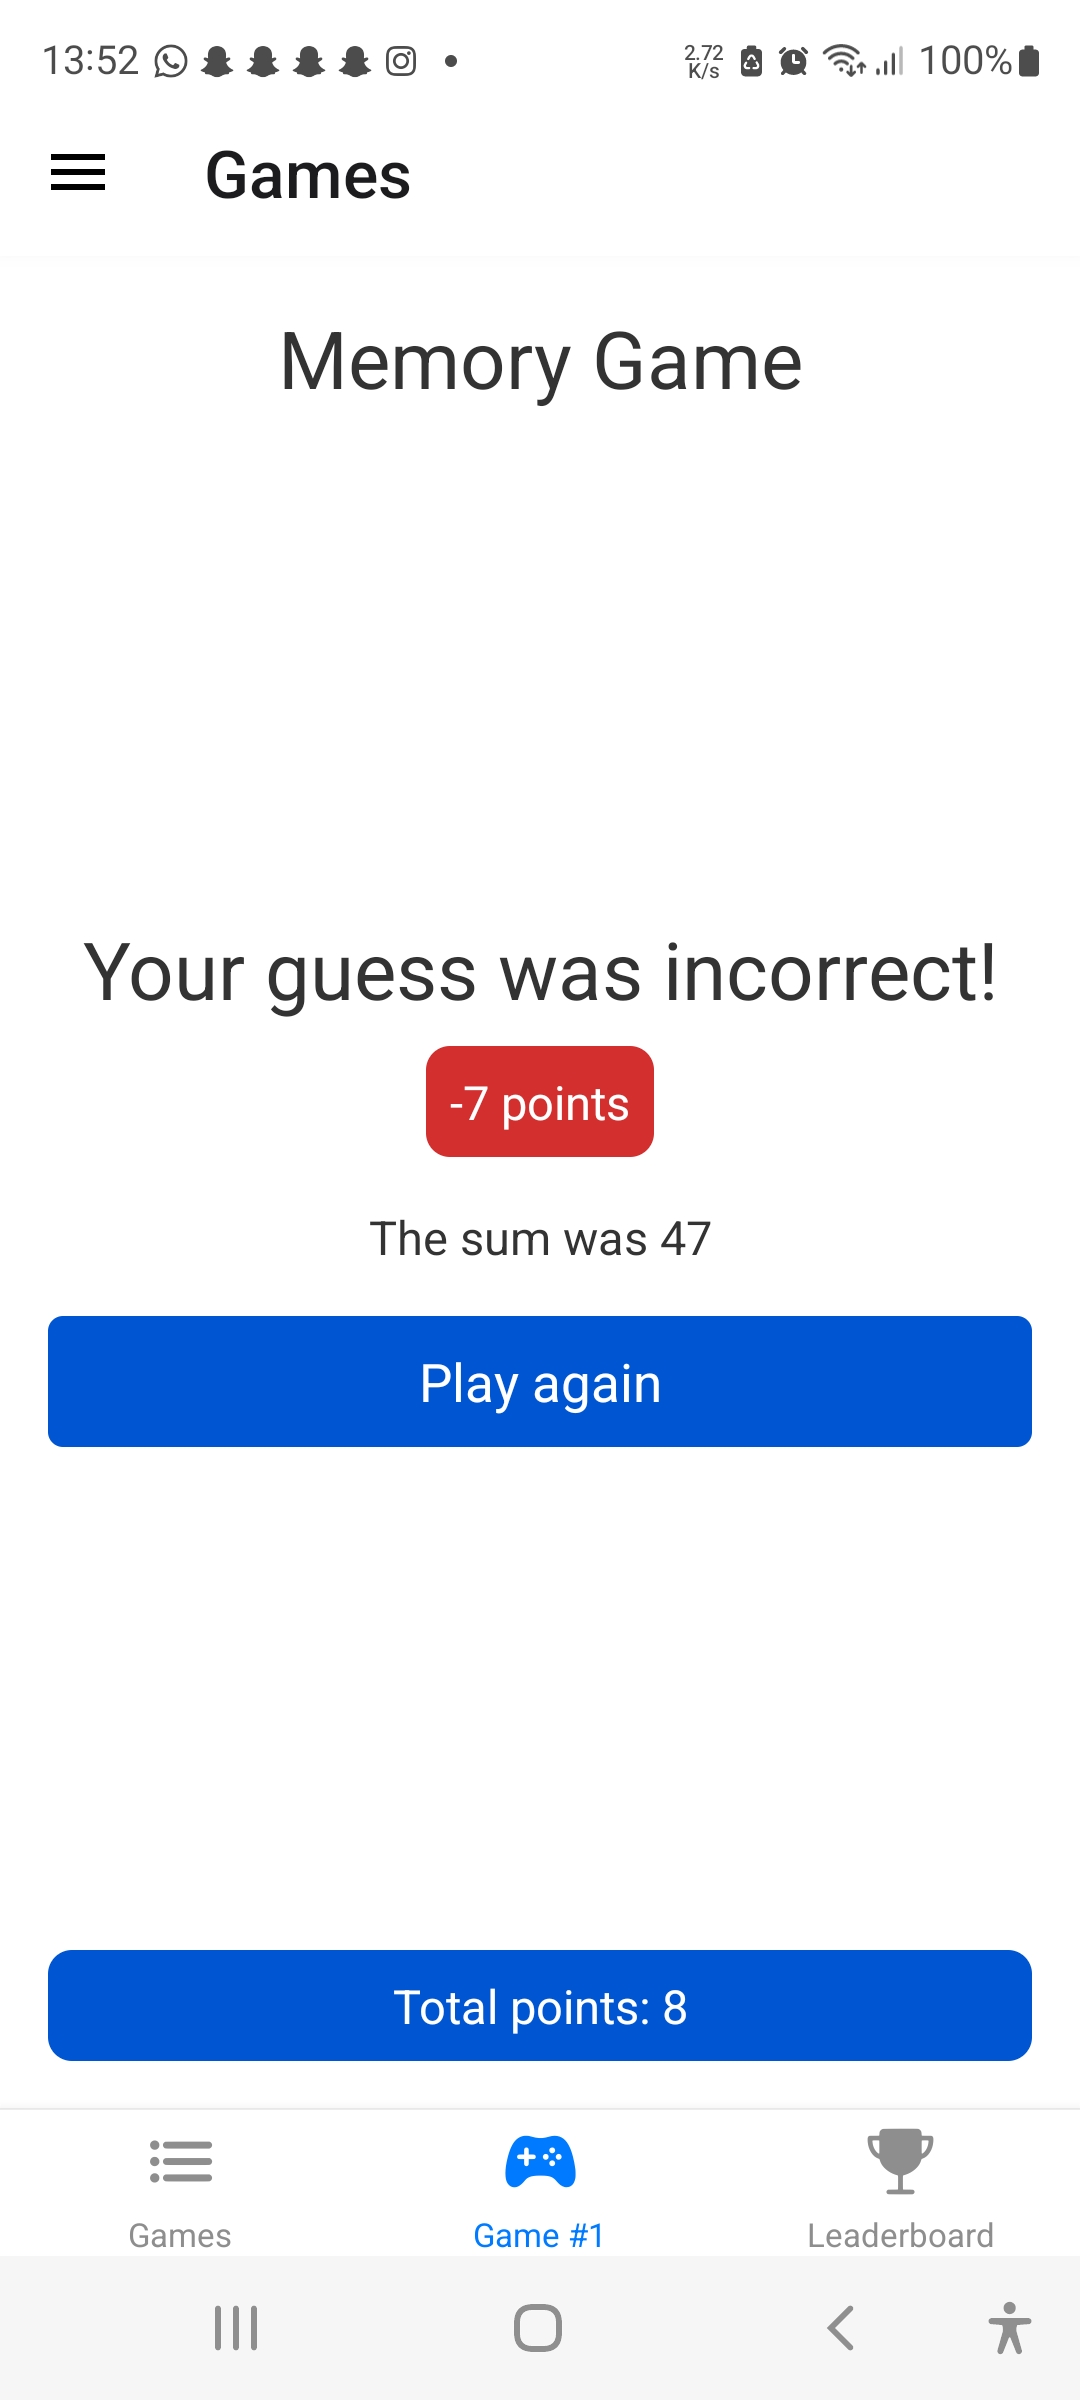 13:52 2.72 K/s 100%
Games
Memory Game
Your guess was incorrect!
-7 points
The sum was 47
Play again
Total points: 8
Games Game #1 Leaderboard